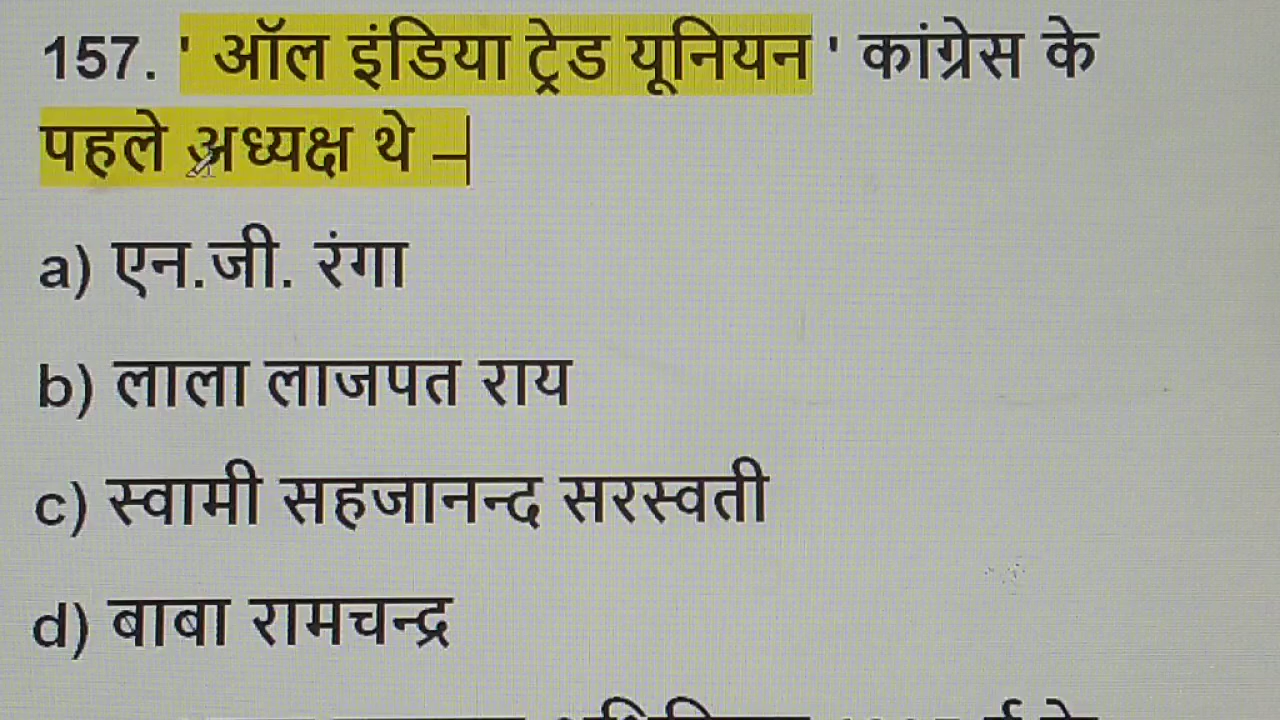 157. ' ऑल इंडिया ट्रेड यूनियन ' कांग्रेस के
पहले अध्यक्ष थे –
a) एन.जी. रंगा
b) लाला लाजपत राय
c) स्वामी सहजानन्द सरस्वती
d) बाबा रामचन्द्र